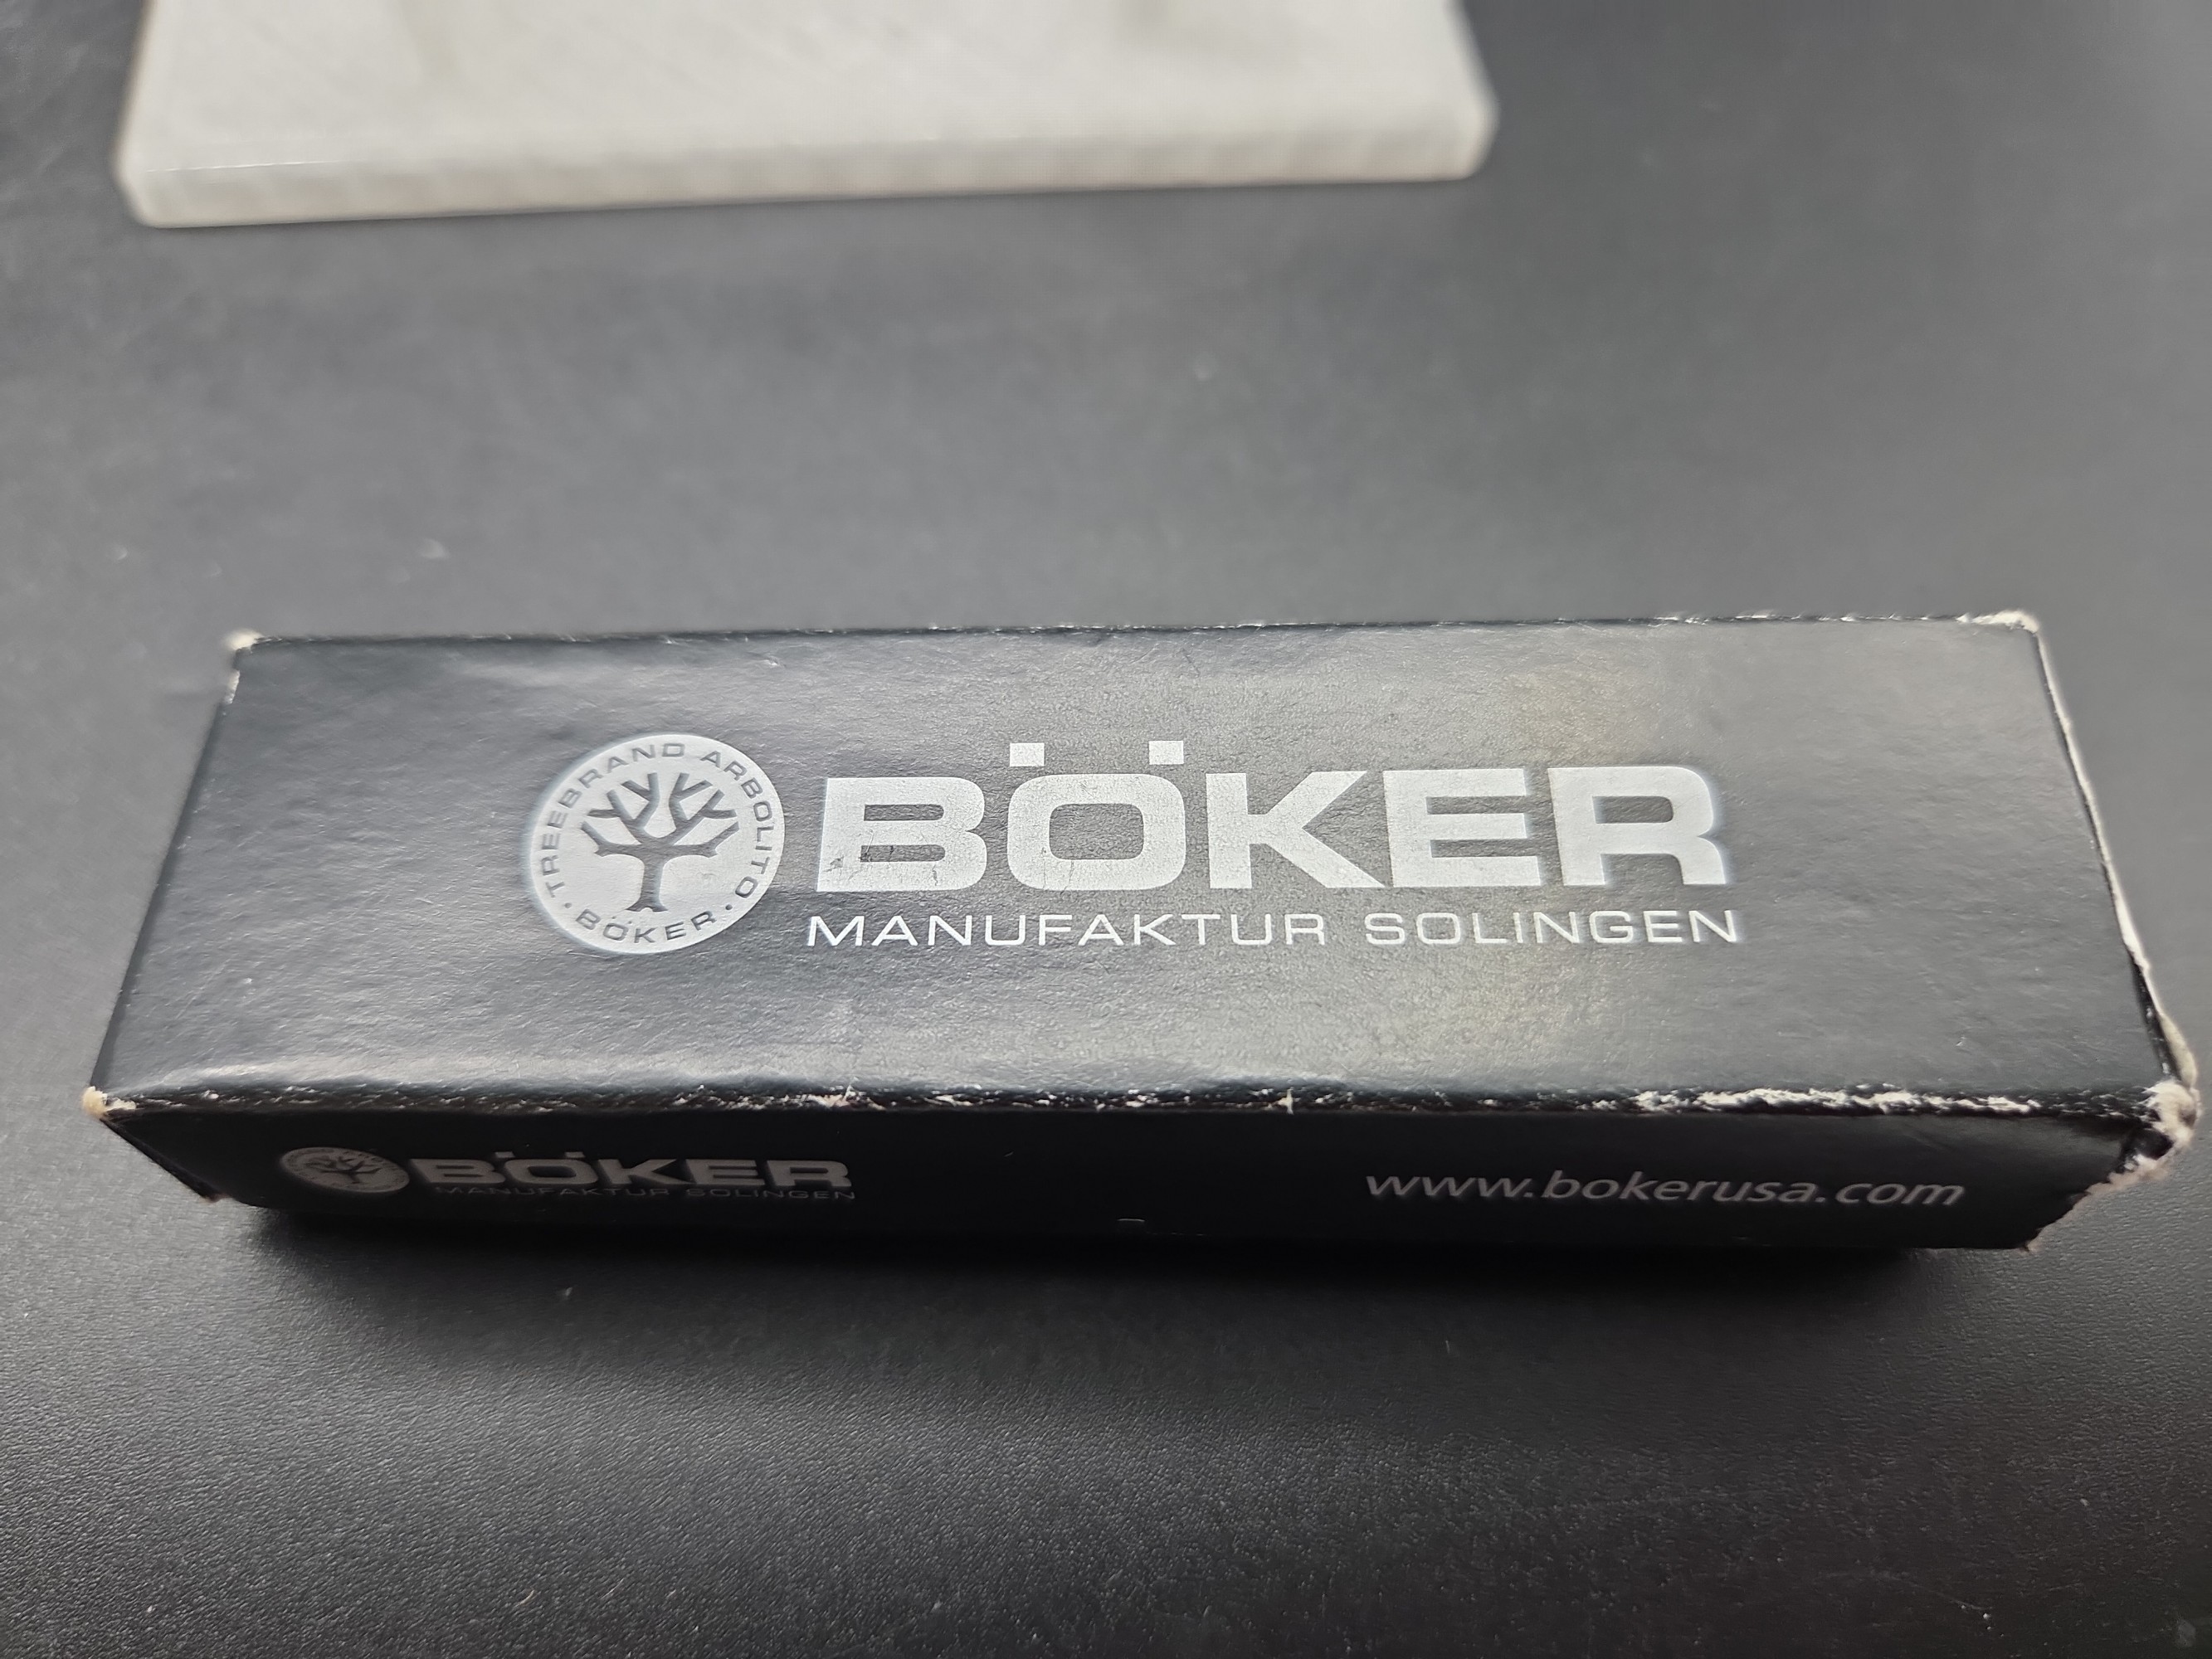 TREEBRAND ARBOLITO
· BÖKER ·
BÖKER
MANUFAKTUR SOLINGEN
BÖKER
MANUFAKTUR SOLINGEN
www.bokerusa.com